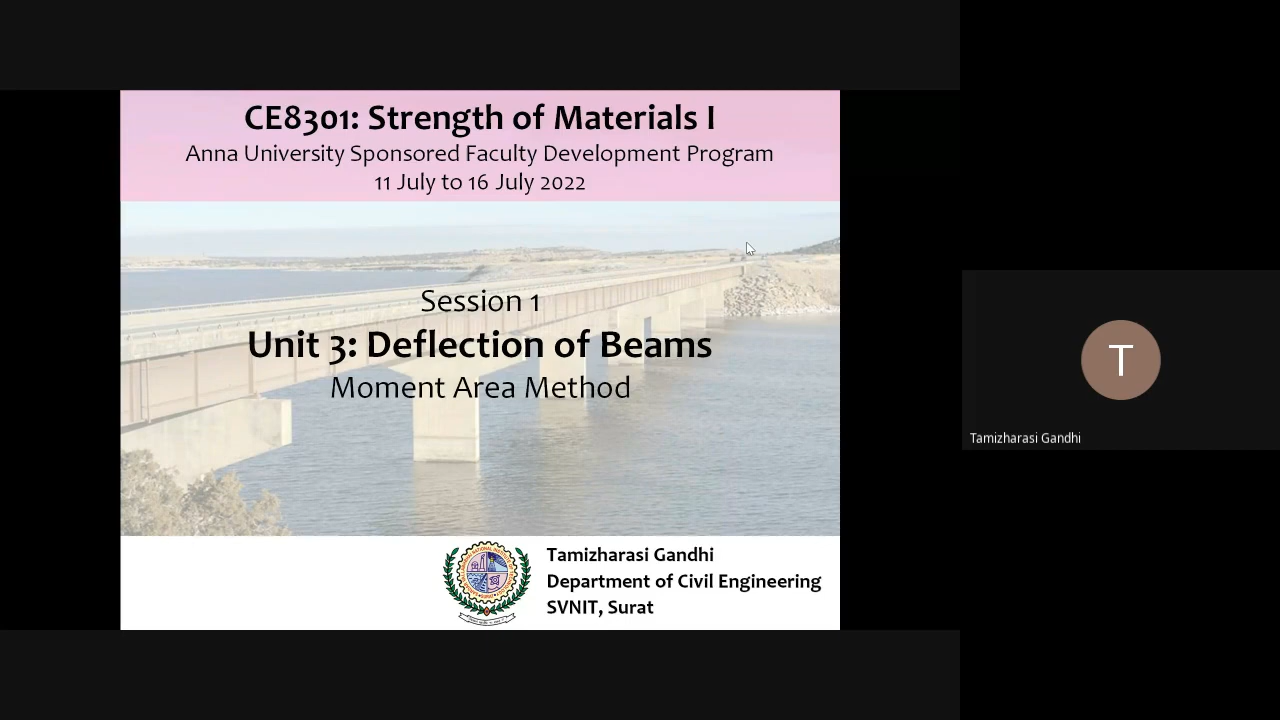 CE8301: Strength of Materials I
Anna University Sponsored Faculty Development Program
11 July to 16 July 2022
Session 1
Unit 3: Deflection of Beams
Moment Area Method
Tamizharasi Gandhi
Department of Civil Engineering
SVNIT, Surat
T
Tamizharasi Gandhi